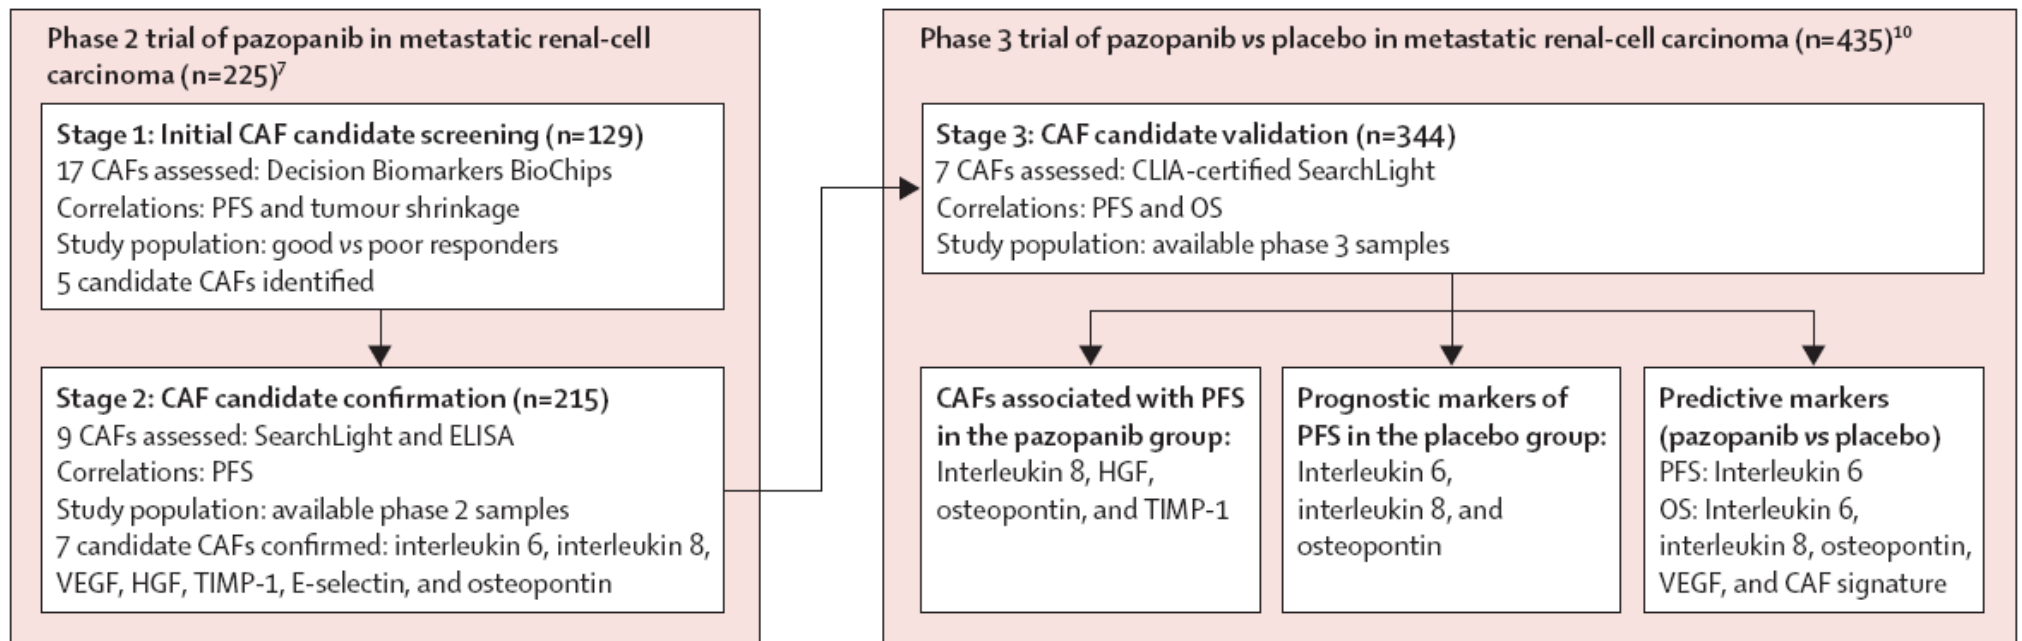 Phase 2 trial of pazopanib in metastatic renal-cell
carcinoma (n=225)⁷
Stage 1: Initial CAF candidate screening (n=129)
17 CAFs assessed: Decision Biomarkers BioChips
Correlations: PFS and tumour shrinkage
Study population: good vs poor responders
5 candidate CAFs identified
Stage 2: CAF candidate confirmation (n=215)
9 CAFs assessed: SearchLight and ELISA
Correlations: PFS
Study population: available phase 2 samples
7 candidate CAFs confirmed: interleukin 6, interleukin 8,
VEGF, HGF, TIMP-1, E-selectin, and osteopontin
Phase 3 trial of pazopanib vs placebo in metastatic renal-cell carcinoma (n=435)¹⁰
Stage 3: CAF candidate validation (n=344)
7 CAFs assessed: CLIA-certified SearchLight
Correlations: PFS and OS
Study population: available phase 3 samples
CAFs associated with PFS
in the pazopanib group:
Interleukin 8, HGF,
osteopontin, and TIMP-1
Prognostic markers of
PFS in the placebo group:
Interleukin 6,
interleukin 8, and
osteopontin
Predictive markers
(pazopanib vs placebo)
PFS: Interleukin 6
OS: Interleukin 6,
interleukin 8, osteopontin,
VEGF, and CAF signature